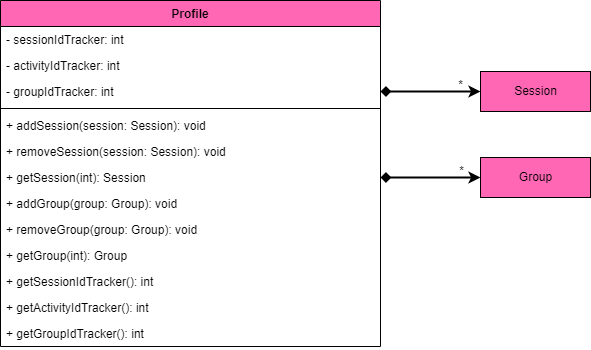 Profile
- sessionIdTracker: int
- activityIdTracker: int
- groupIdTracker: int
*
Session
+ addSession(session: Session): void
+ removeSession(session: Session): void
+ getSession(int): Session
*
Group
+ addGroup(group: Group): void
+ removeGroup(group: Group): void
+ getGroup(int): Group
+ getSessionIdTracker(): int
+ getActivityIdTracker(): int
+ getGroupIdTracker(): int